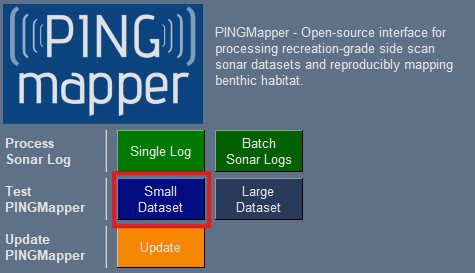 PING
mapper
PINGMapper - Open-source interface for
processing recreation-grade side scan
sonar datasets and reproducibly mapping
benthic habitat.
Process
Sonar Log
Single Log
Batch
Sonar Logs
Test
PINGMapper
Small
Dataset
Large
Dataset
Update
PINGMapper
Update